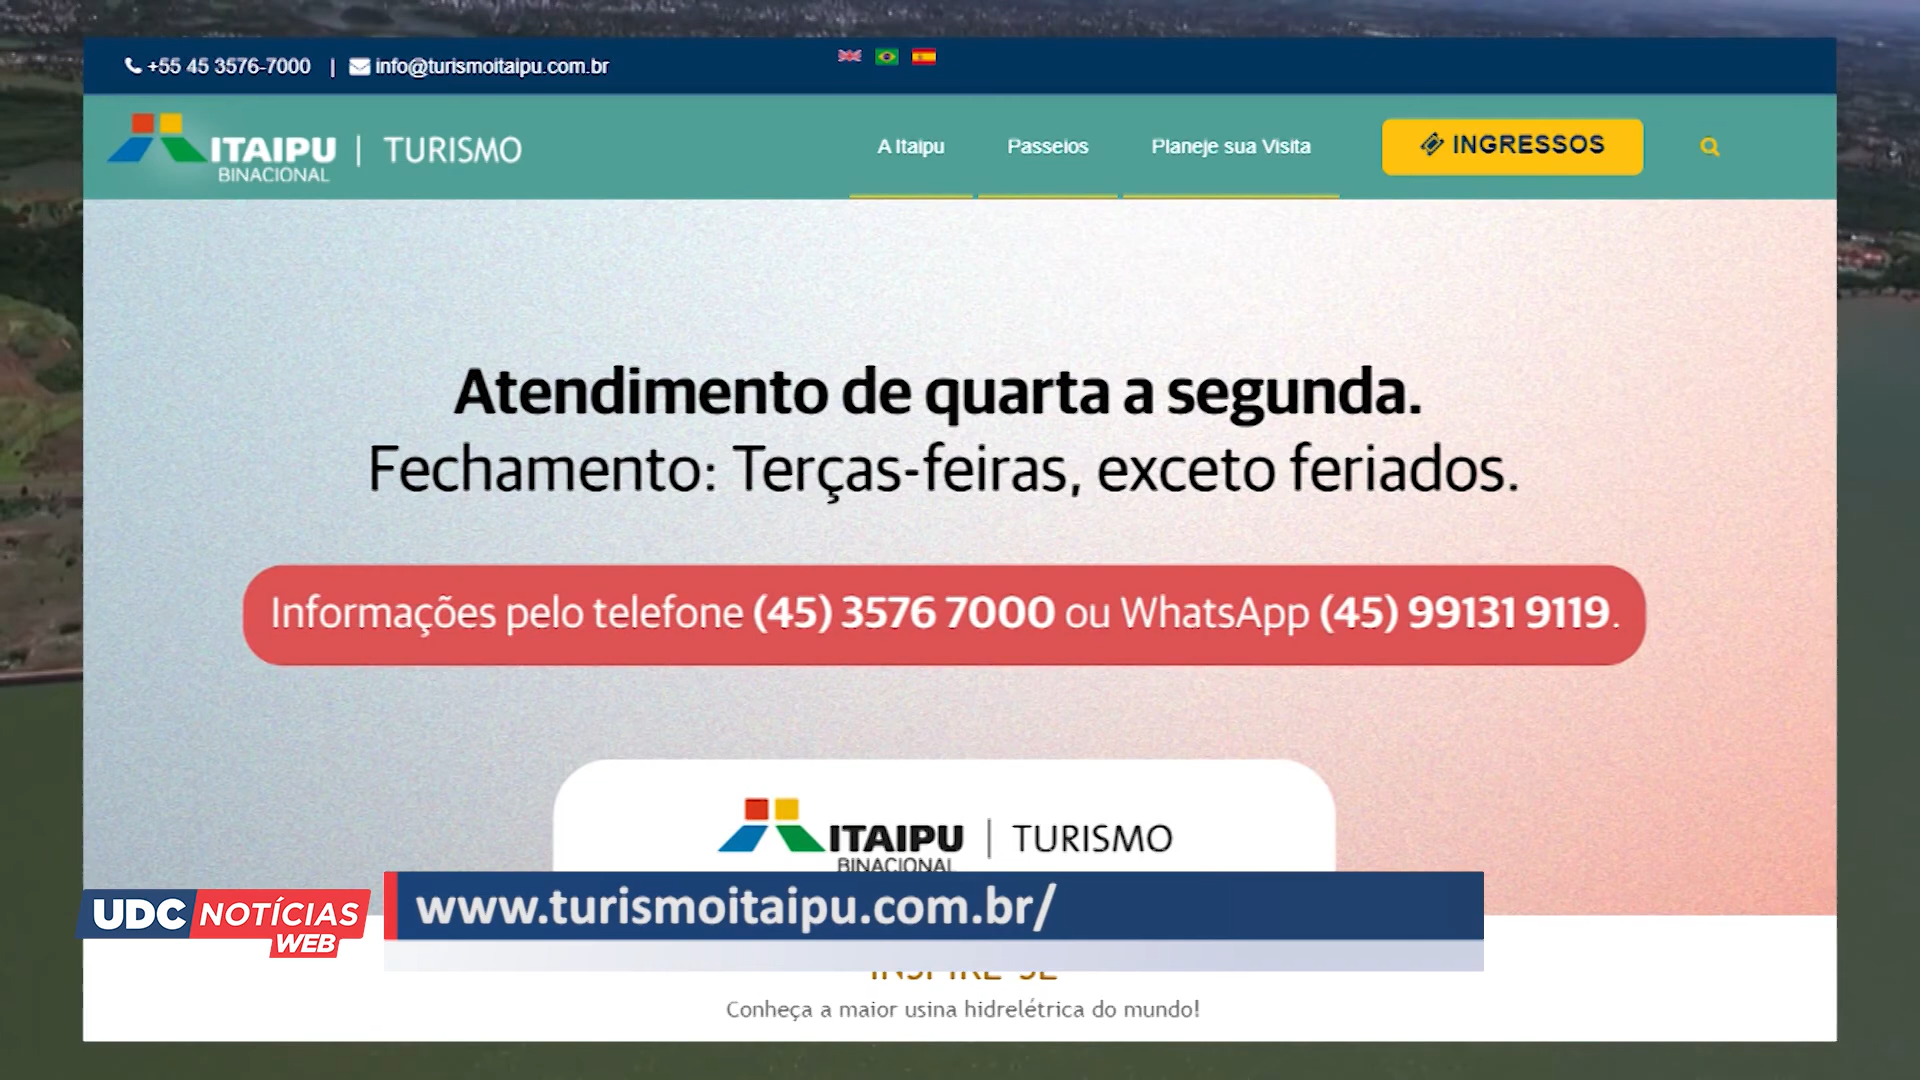 +55 45 3576-7000 | info@turismoitaipu.com.br
ITAIPU | TURISMO
BINACIONAL
A Itaipu
Passeios
Planeje sua Visita
INGRESSOS
Atendimento de quarta a segunda.
Fechamento: Terças-feiras, exceto feriados.
Informações pelo telefone (45) 3576 7000 ou WhatsApp (45) 99131 9119.
ITAIPU | TURISMO
BINACIONAL
UDC NOTÍCIAS
WEB
www.turismoitaipu.com.br/
INSPIRE-SE
Conheça a maior usina hidrelétrica do mundo!